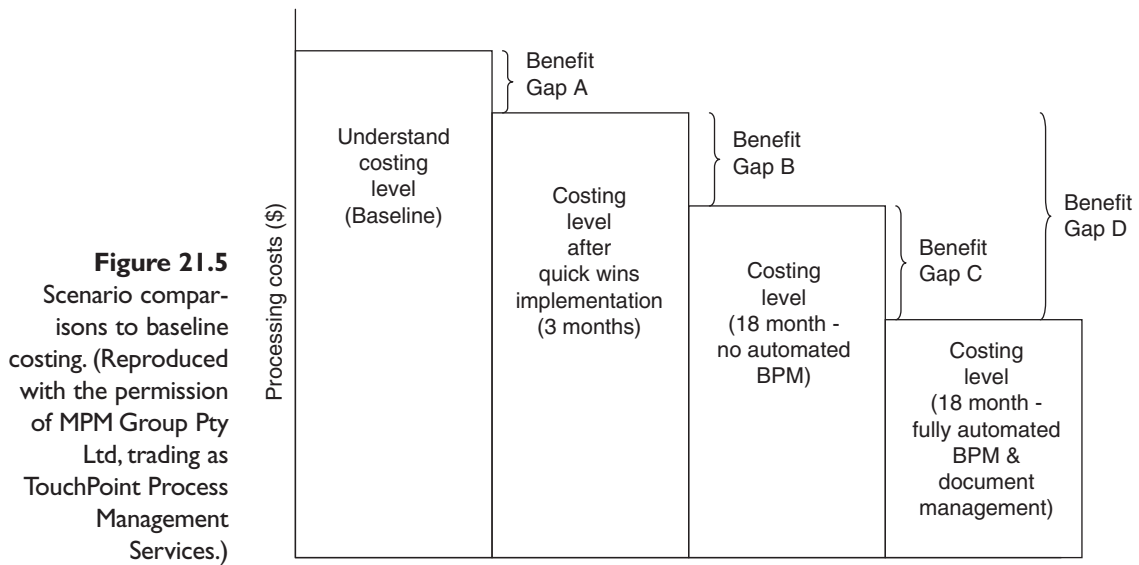 Figure 21.5
Scenario compar-
isons to baseline
costing. (Reproduced
with the permission
of MPM Group Pty
Ltd, trading as
TouchPoint Process
Management
Services.)
Processing costs ($)
Understand
costing
level
(Baseline)
Benefit
Gap A
Costing
level
after
quick wins
implementation
(3 months)
Benefit
Gap B
Costing
level
(18 month -
no automated
BPM)
Benefit
Gap C
Costing
level
(18 month -
fully automated
BPM &
document
management)
Benefit
Gap D